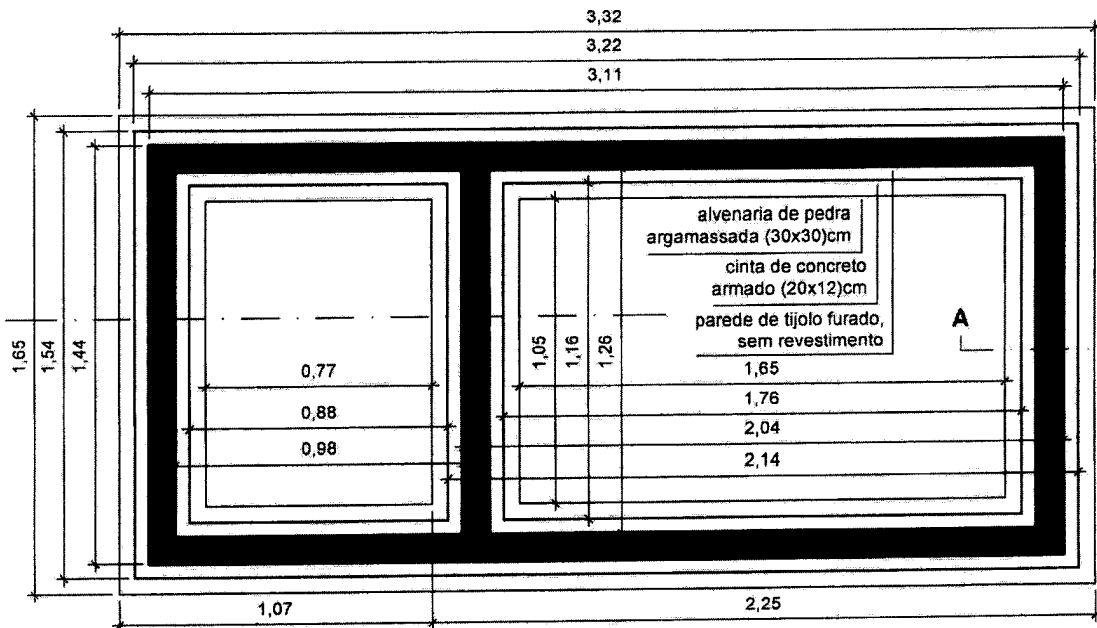 3,32
3,22
3,11
alvenaria de pedra
argamassada (30x30)cm
cinta de concreto
armado (20x12)cm
parede de tijolo furado,
sem revestimento
A
1,65
1,54
1,44
1,05
1,16
1,26
0,77
0,88
0,98
1,65
1,76
2,04
2,14
1,07
2,25